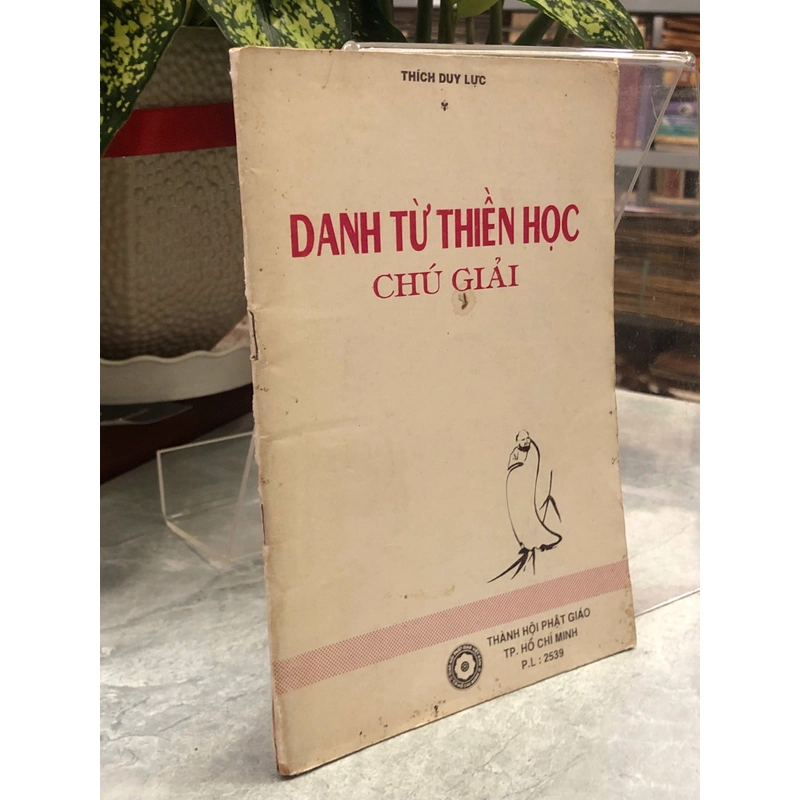 THÍCH DUY LỰC
DANH TỪ THIỀN HỌC
CHÚ GIẢI
THÀNH HỘI PHẬT GIÁO
TP. HỒ CHÍ MINH
P.L : 2539